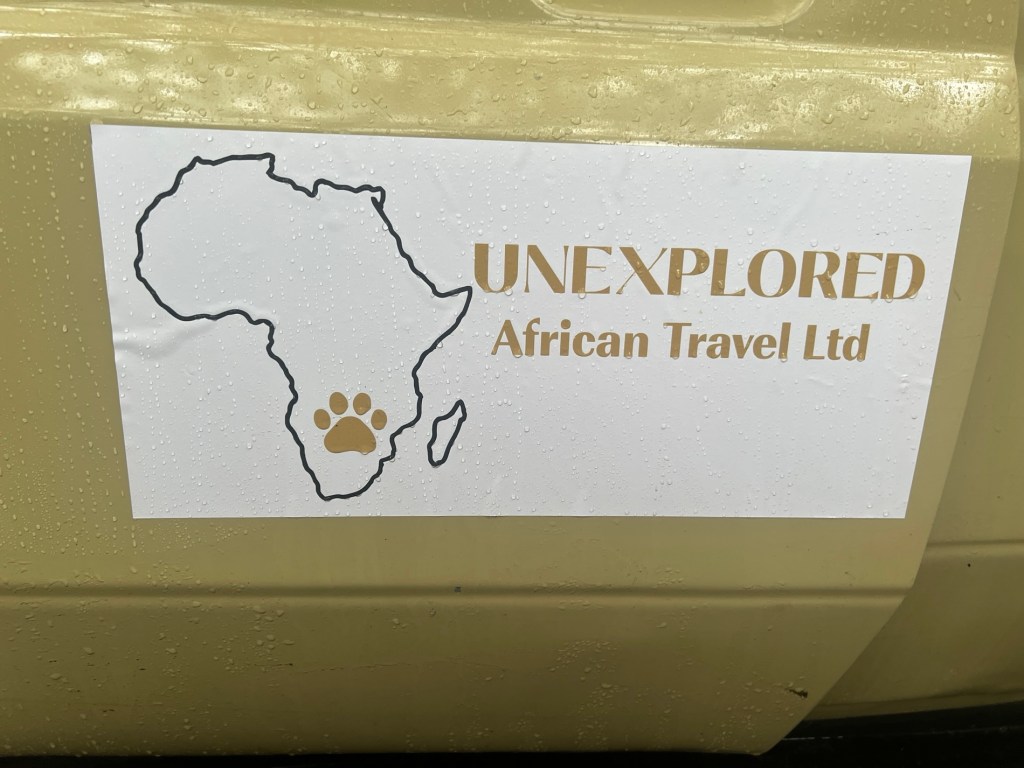 UNEXPLORED
African Travel Ltd